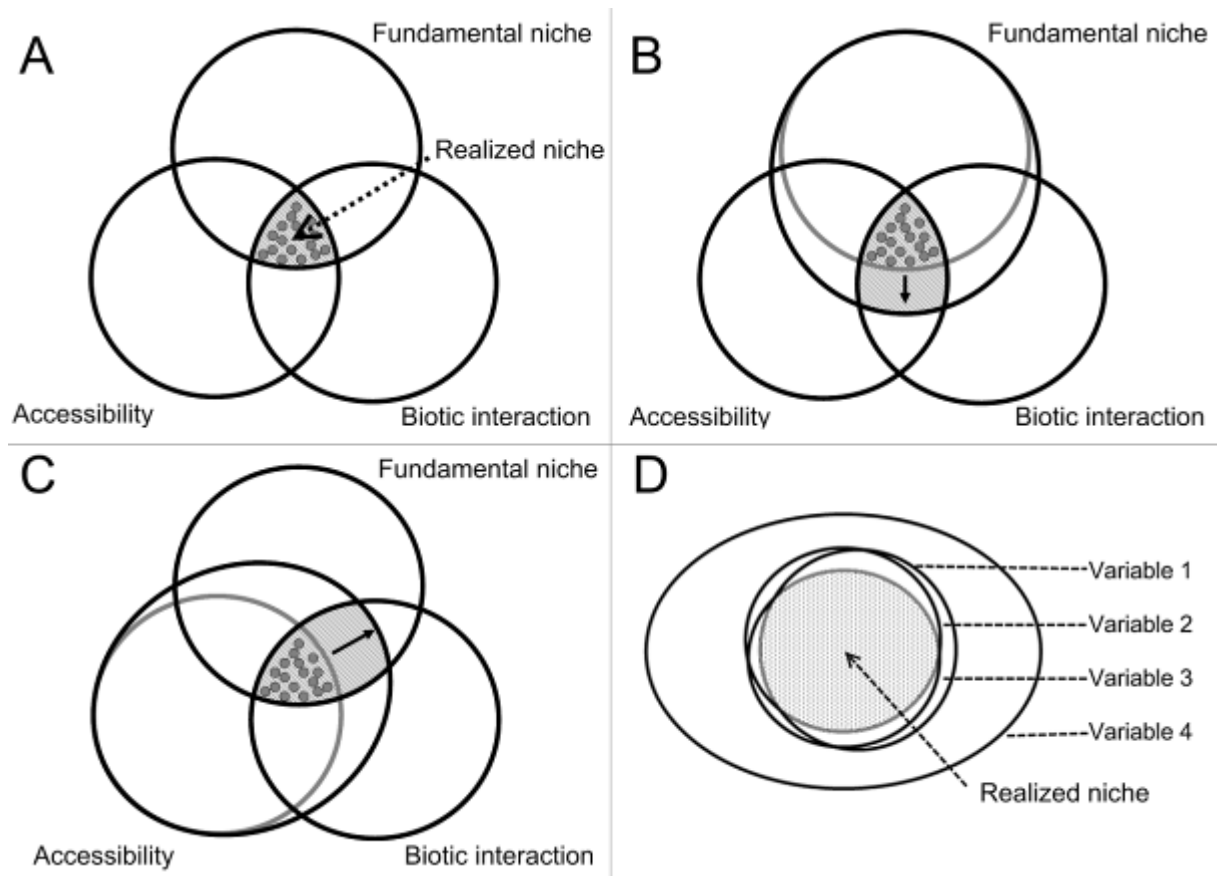 A
Fundamental niche
Realized niche
Accessibility
Biotic interaction
B
Fundamental niche
Accessibility
Biotic interaction
C
Fundamental niche
Accessibility
Biotic interaction
D
Variable 1
Variable 2
Variable 3
Variable 4
Realized niche